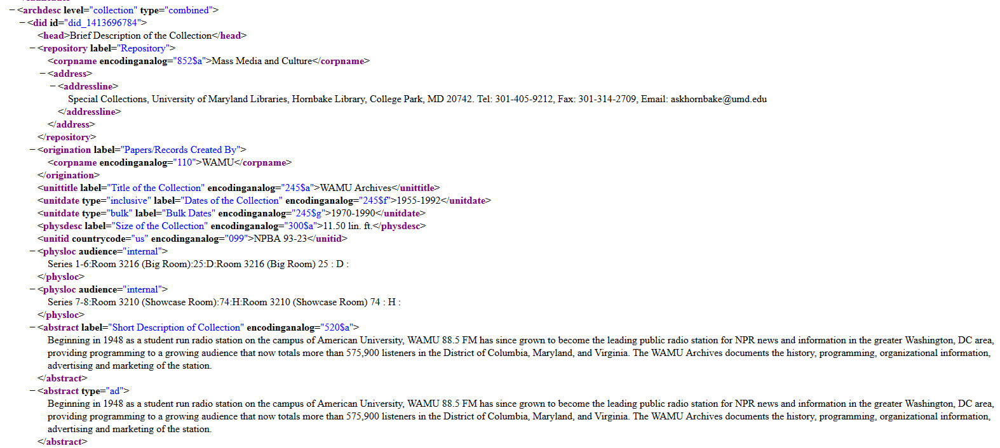 − <archdesc level="collection" type="combined">
− <did id="did_1413696784">
<head>Brief Description of the Collection</head>
− <repository label="Repository">
<corpname encodinganalog="852$a">Mass Media and Culture</corpname>
− <address>
− <addressline>
Special Collections, University of Maryland Libraries, Hornbake Library, College Park, MD 20742. Tel: 301-405-9212, Fax: 301-314-2709, Email: askhornbake@umd.edu
</addressline>
</address>
</repository>
− <origination label="Papers/Records Created By">
<corpname encodinganalog="110">WAMU</corpname>
</origination>
<unittitle label="Title of the Collection" encodinganalog="245$a">WAMU Archives</unittitle>
<unitdate type="inclusive" label="Dates of the Collection" encodinganalog="245$f">1955-1992</unitdate>
<unitdate type="bulk" label="Bulk Dates" encodinganalog="245$g">1970-1990</unitdate>
<physdesc label="Size of the Collection" encodinganalog="300$a">11.50 lin. ft.</physdesc>
<unitid countrycode="us" encodinganalog="099">NPBA 93-23</unitid>
− <physloc audience="internal">
Series 1-6:Room 3216 (Big Room):25:D:Room 3216 (Big Room) 25 : D :
</physloc>
− <physloc audience="internal">
Series 7-8:Room 3210 (Showcase Room):74:H:Room 3210 (Showcase Room) 74 : H :
</physloc>
− <abstract label="Short Description of Collection" encodinganalog="520$a">
Beginning in 1948 as a student run radio station on the campus of American University, WAMU 88.5 FM has since grown to become the leading public radio station for NPR news and information in the greater Washington, DC area,
providing programming to a growing audience that now totals more than 575,900 listeners in the District of Columbia, Maryland, and Virginia. The WAMU Archives documents the history, programming, organizational information,
advertising and marketing of the station.
</abstract>
− <abstract type="ad">
Beginning in 1948 as a student run radio station on the campus of American University, WAMU 88.5 FM has since grown to become the leading public radio station for NPR news and information in the greater Washington, DC area,
providing programming to a growing audience that now totals more than 575,900 listeners in the District of Columbia, Maryland, and Virginia. The WAMU Archives documents the history, programming, organizational information,
advertising and marketing of the station.
</abstract>